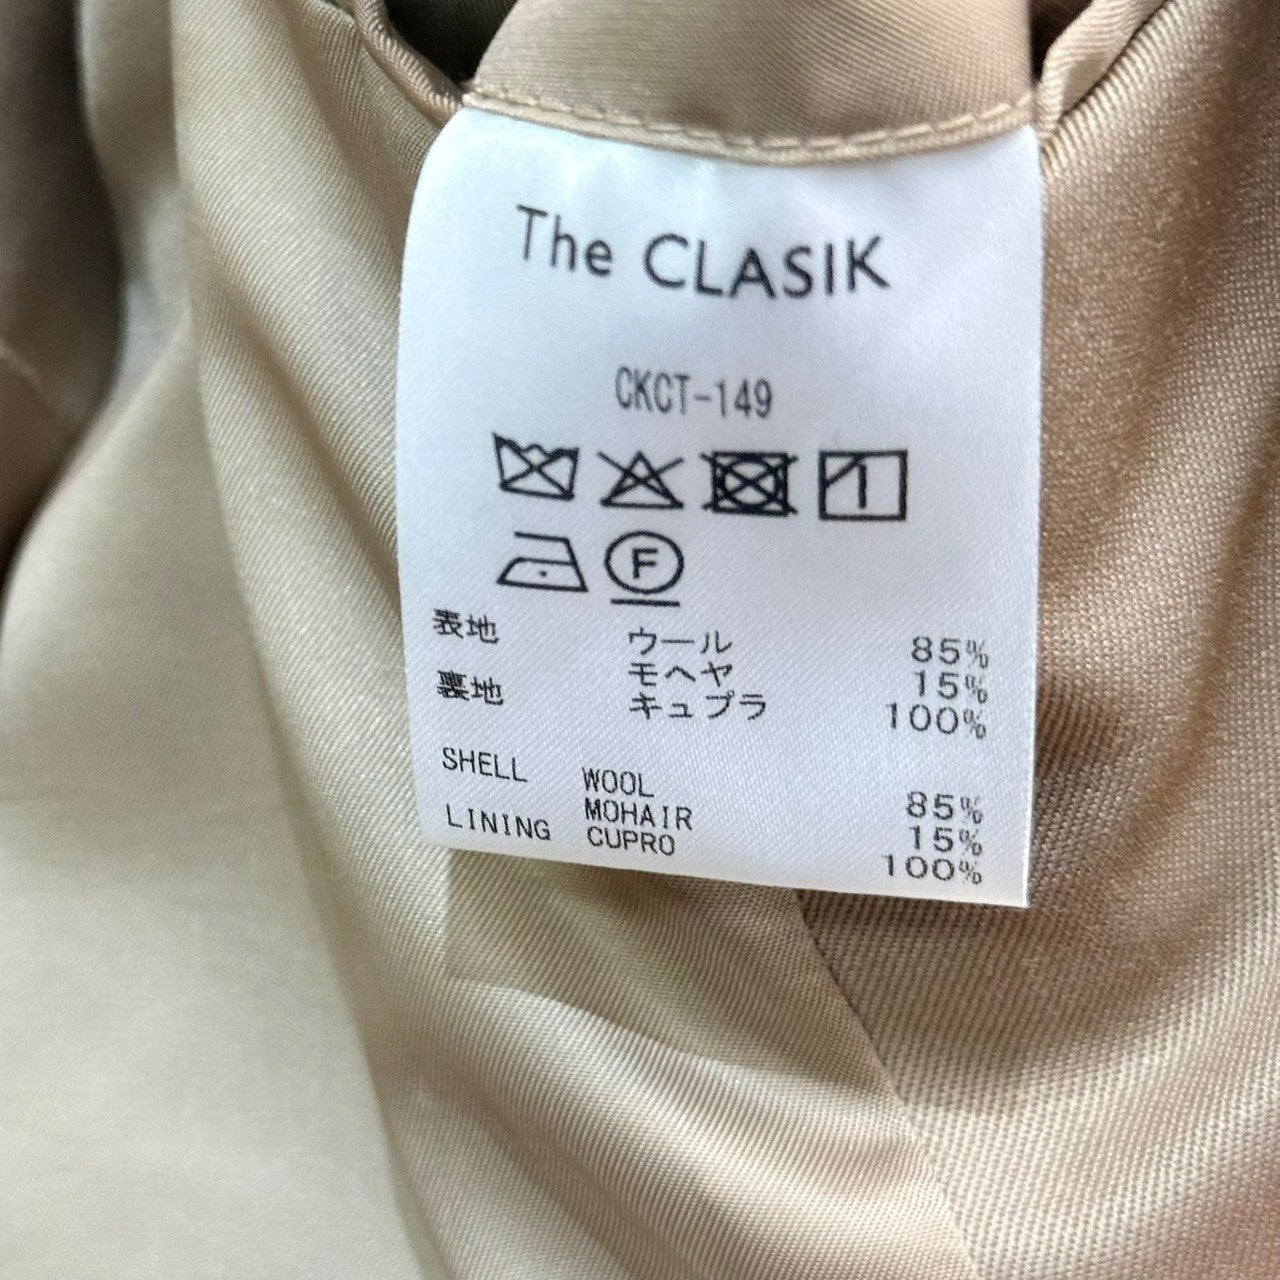 The CLASIK
CKCT-149
F
表地 ウール 85%
モヘヤ 15%
裏地 キュプラ 100%
SHELL WOOL 85%
MOHAIR 15%
LINING CUPRO 100%